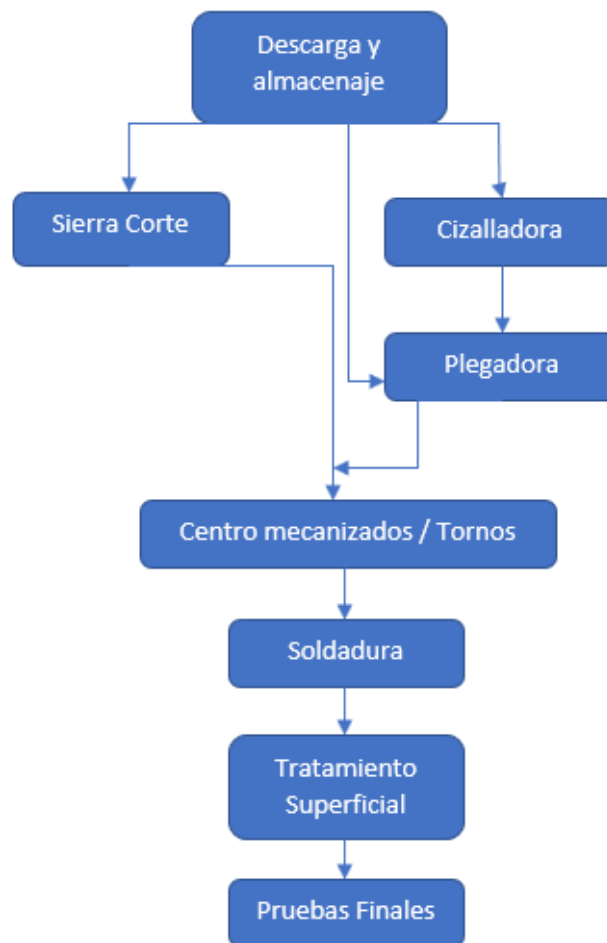 Descarga y
almacenaje
Sierra Corte
Cizalladora
Plegadora
Centro mecanizados / Tornos
Soldadura
Tratamiento
Superficial
Pruebas Finales